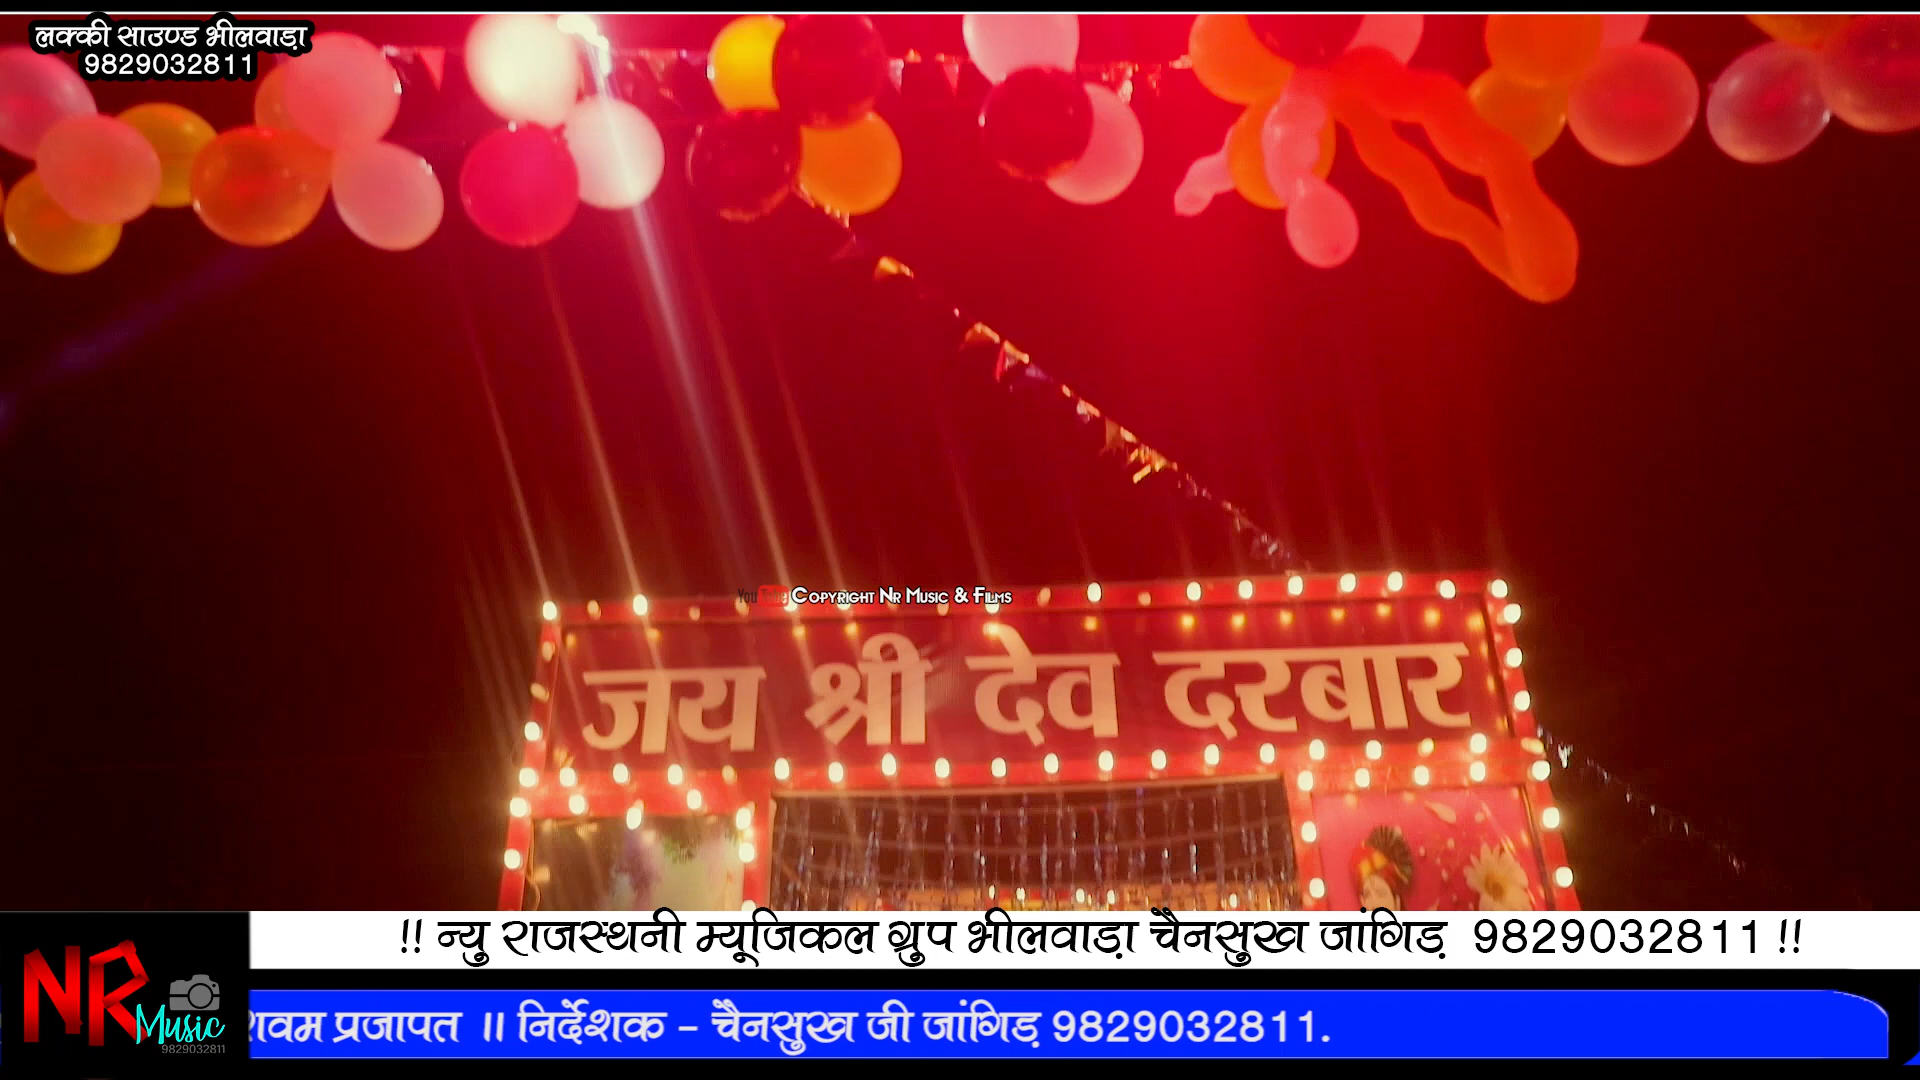 लक्की साउण्ड भीलवाडा़
9829032811
YouTube COPYRIGHT NR MUSIC & FILMS
जय श्री देव दरबार
!! न्यु राजस्थनी म्यूजिकल ग्रुप भीलवाडा़ चैनसुख जांगिड़ 9829032811 !!
NR Music
9829032811
प्रजापत ।। निर्देशक - चैनसुख जी जांगिड़ 9829032811.